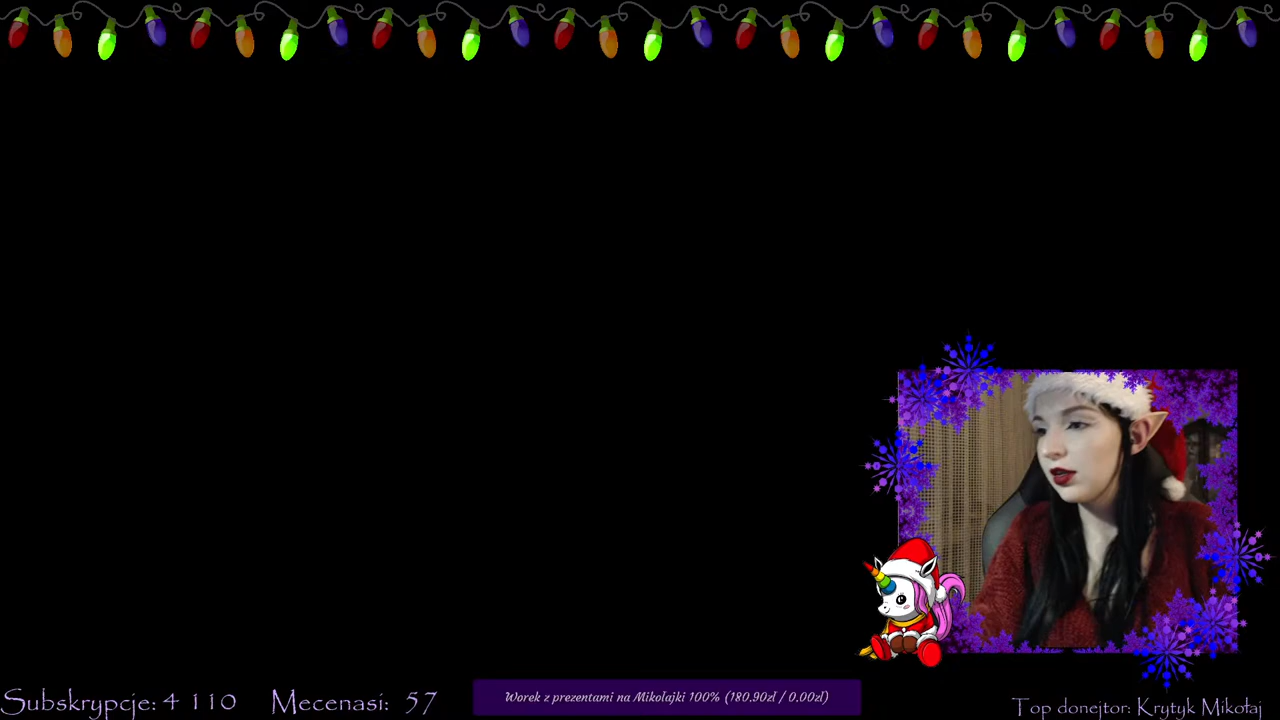 Subskrypcje: 4 110
Mecenasi: 57
Worek z prezentami na Mikołajki 100% (180.90zł / 0.00zł)
Top donejtor: Krytyk Mikołaj